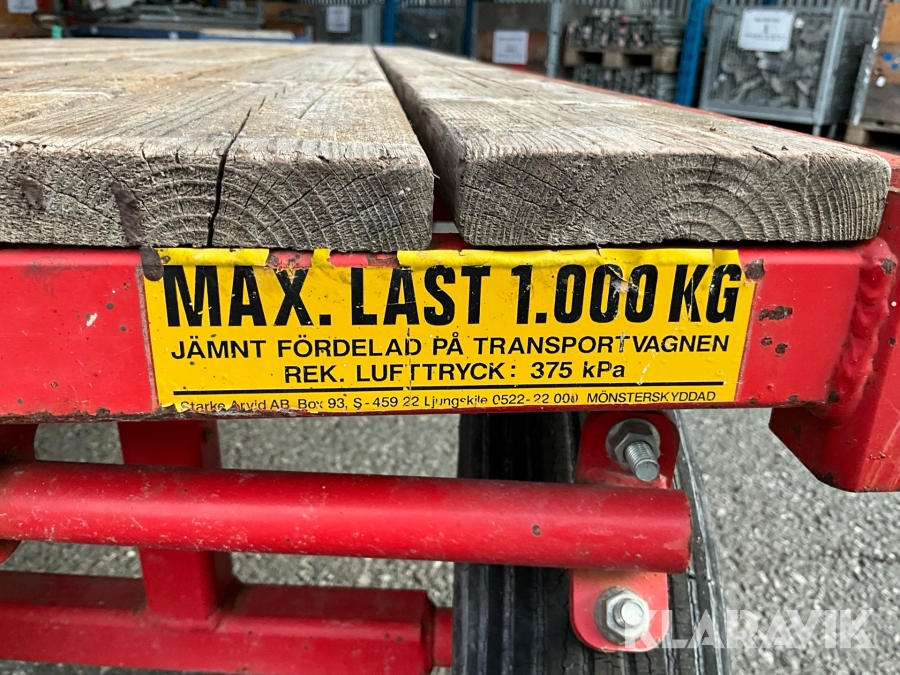 MAX. LAST 1.000 KG
JÄMNT FÖRDELAD PÅ TRANSPORTVAGNEN
REK. LUFTTRYCK: 375 kPa
Starke Arvid AB. Box 93, S-459 22 Ljungskile 0522-22 000 MÖNSTERSKYDDAD
KLARAVIK